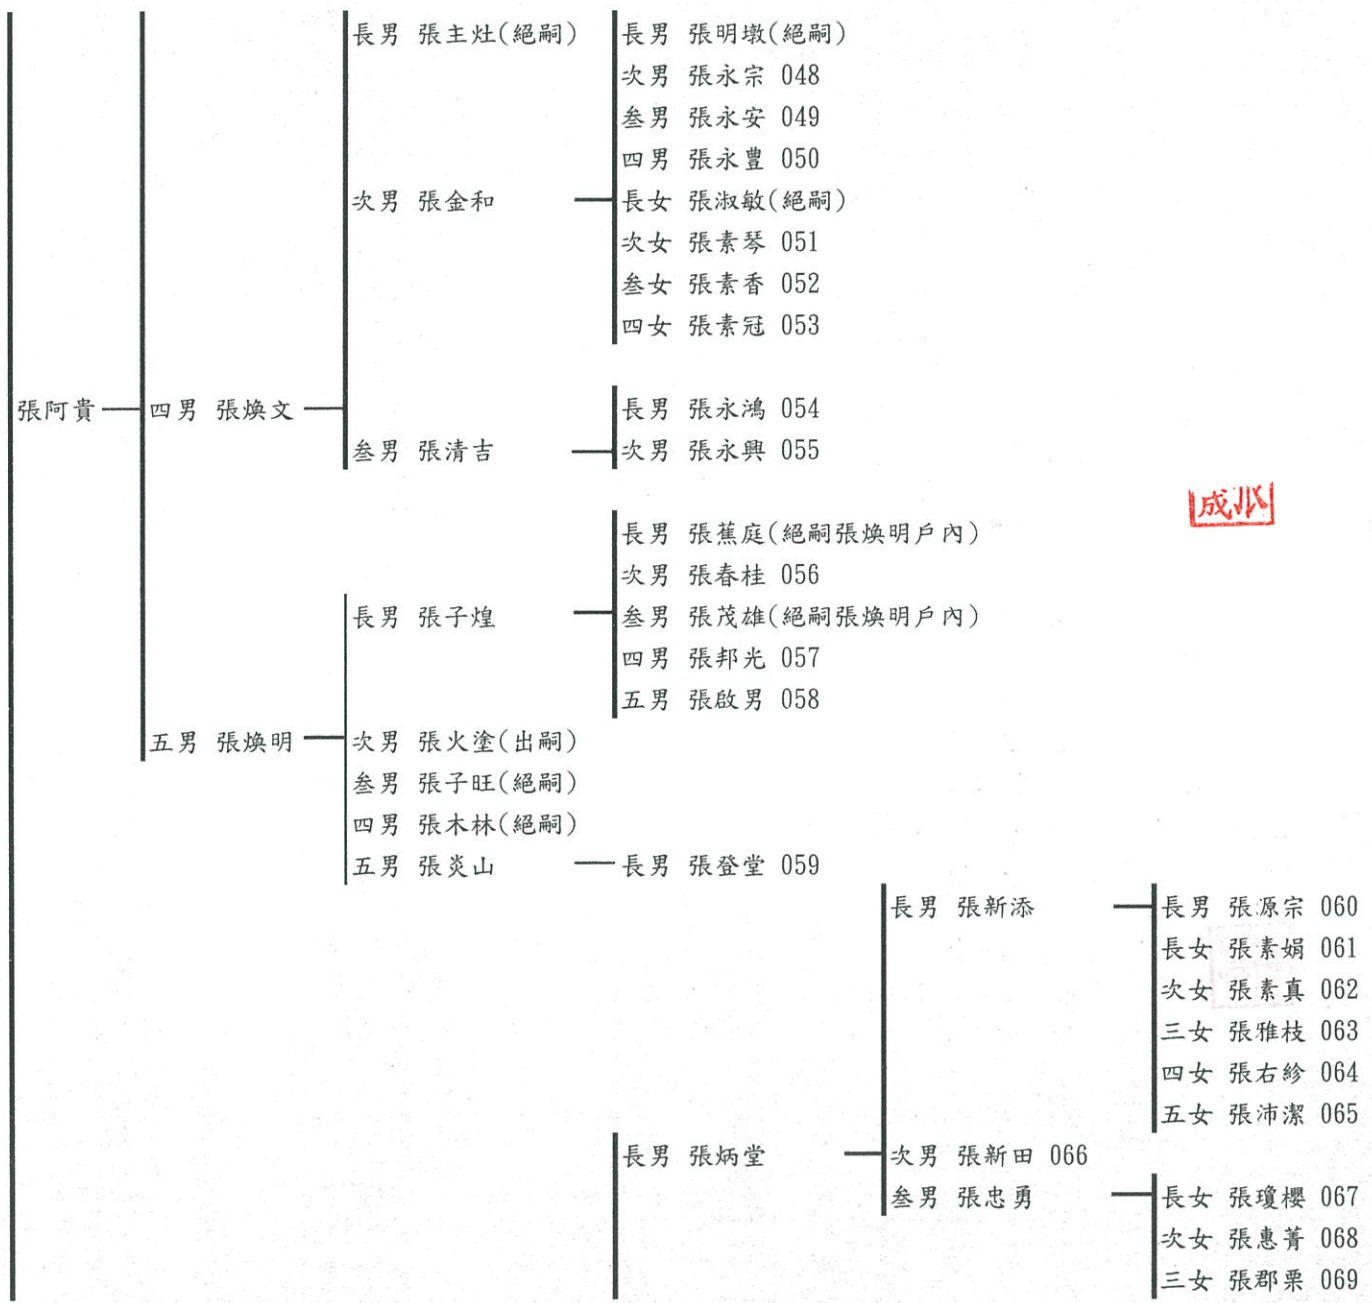 長男 張主灶(絕嗣) 長男 張明墩(絕嗣)
次男 張永宗 048
叁男 張永安 049
四男 張永豊 050
次男 張金和 長女 張淑敏(絕嗣)
次女 張素琴 051
叁女 張素香 052
四女 張素冠 053
張阿貴 四男 張煥文 長男 張永鴻 054
叁男 張清吉 次男 張永興 055
長男 張蕉庭(絕嗣張煥明戶內)
次男 張春桂 056
長男 張子煌 叁男 張茂雄(絕嗣張煥明戶內)
四男 張邦光 057
五男 張啟男 058
五男 張煥明 次男 張火塗(出嗣)
叁男 張子旺(絕嗣)
四男 張木林(絕嗣)
五男 張炎山 長男 張登堂 059
長男 張新添 長男 張源宗 060
長女 張素娟 061
次女 張素真 062
三女 張雅枝 063
四女 張右紾 064
五女 張沛潔 065
長男 張炳堂 次男 張新田 066
叁男 張忠勇 長女 張瓊櫻 067
次女 張惠菁 068
三女 張郡栗 069